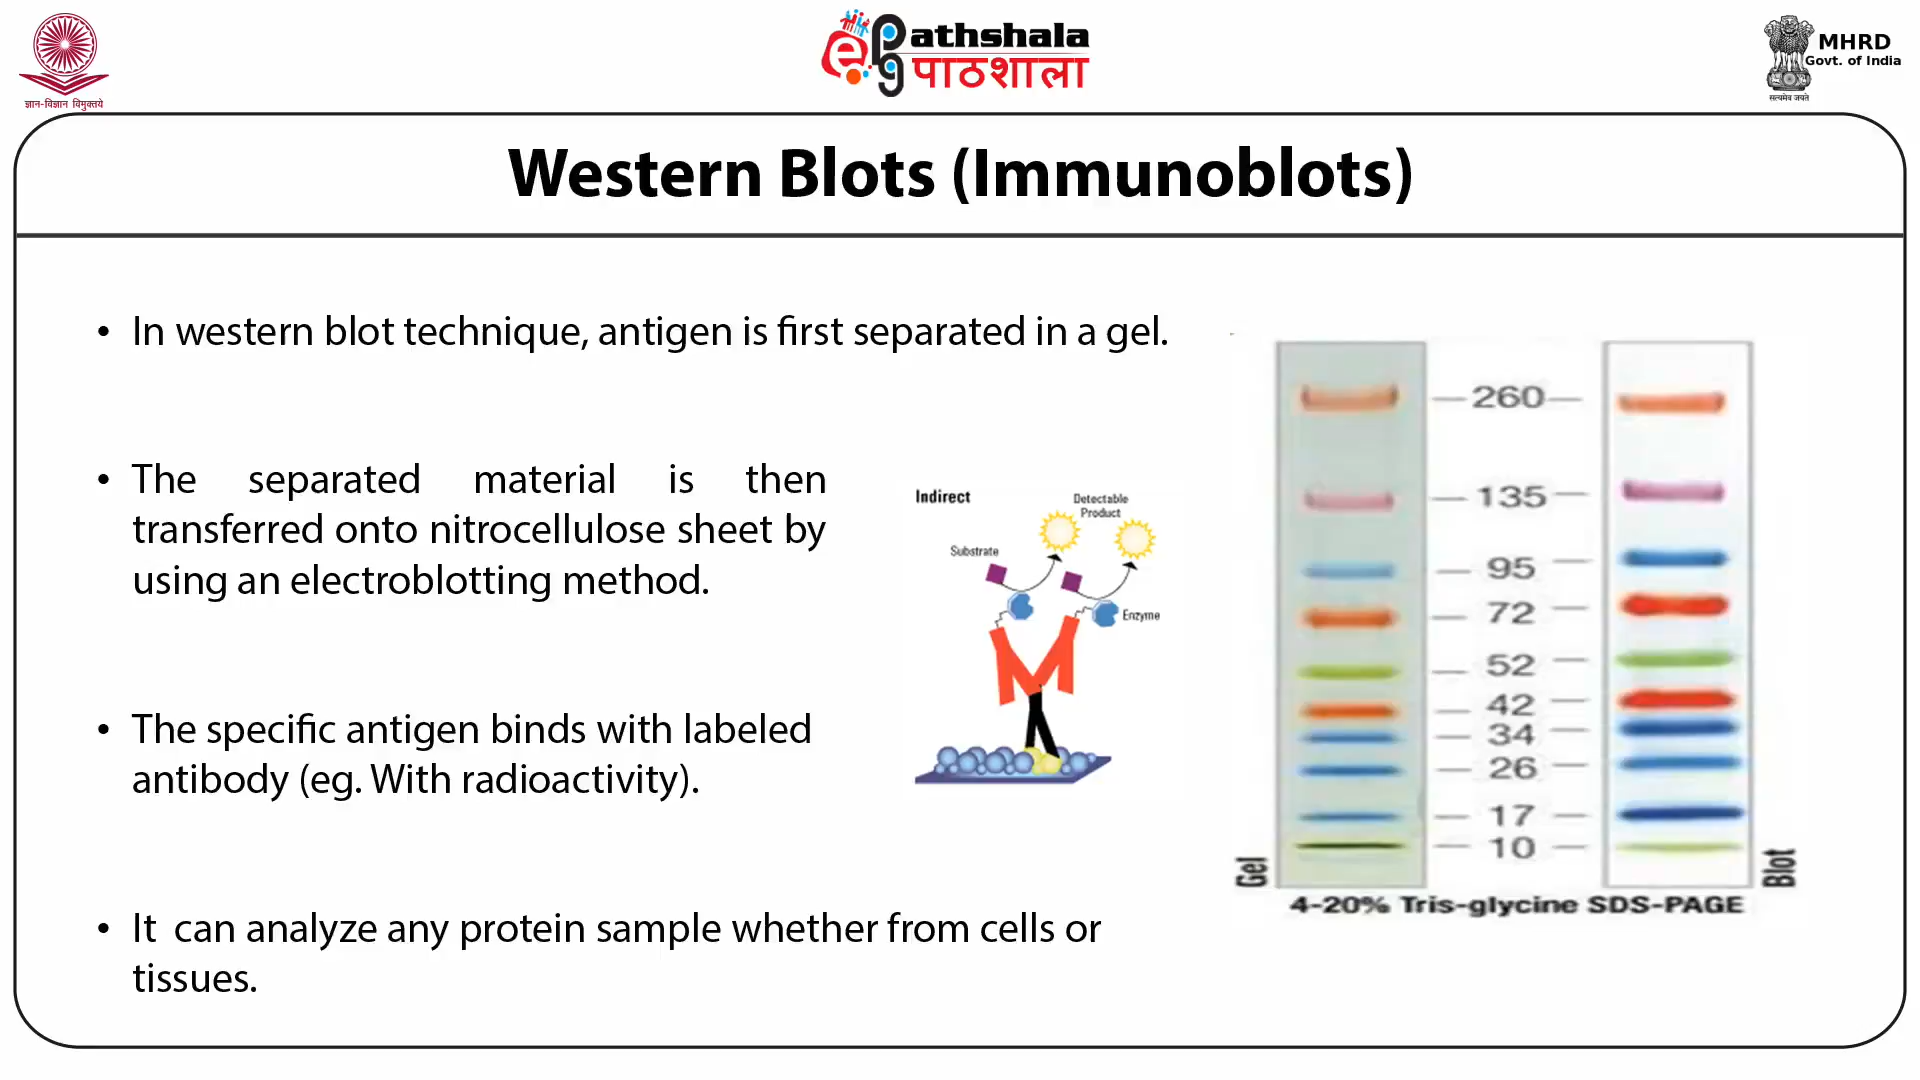 ज्ञान-विज्ञान विमुक्तये
ePathshala
पाठशाला
MHRD
Govt. of India
सत्यमेव जयते
Western Blots (Immunoblots)
• In western blot technique, antigen is first separated in a gel.
• The separated material is then
transferred onto nitrocellulose sheet by
using an electroblotting method.
• The specific antigen binds with labeled
antibody (eg. With radioactivity).
• It can analyze any protein sample whether from cells or
tissues.
Indirect
Detectable
Product
Substrate
Enzyme
260
135
95
72
52
42
34
26
17
10
Gel
Blot
4-20% Tris-glycine SDS-PAGE